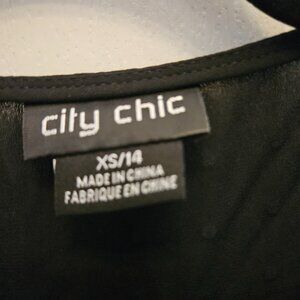 city chic
XS/14
MADE IN CHINA
FABRIQUE EN CHINE